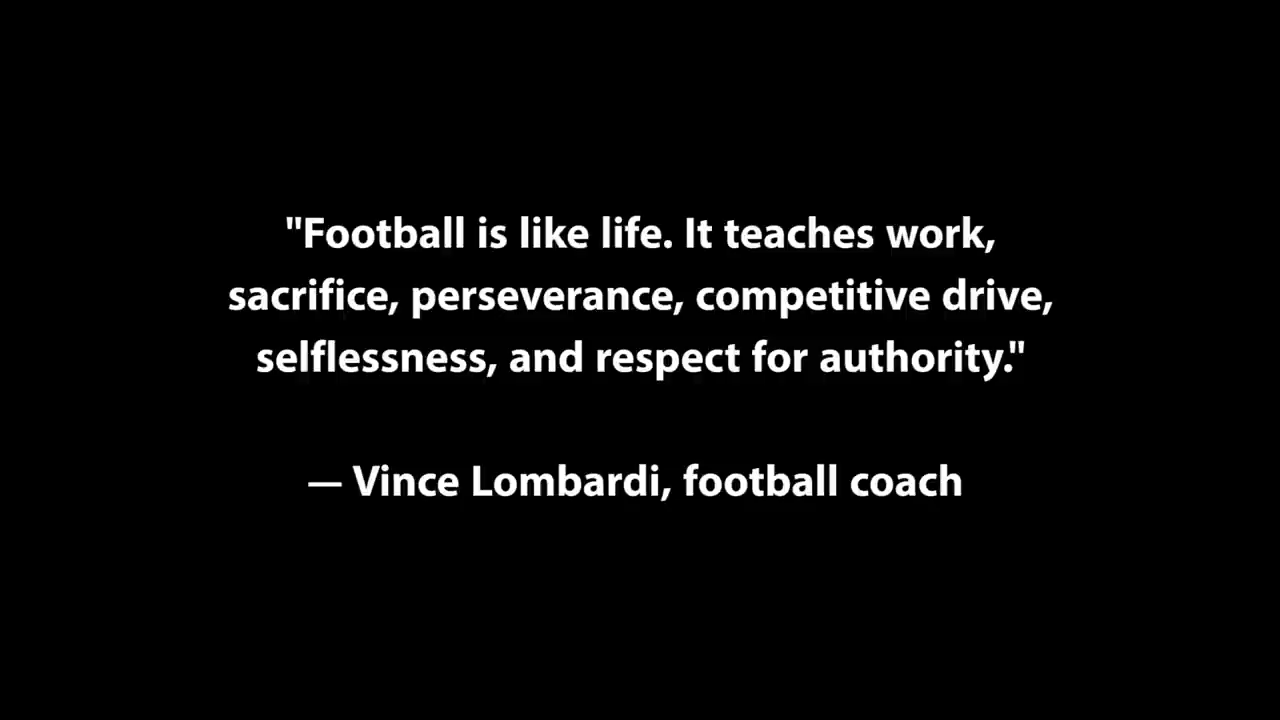 "Football is like life. It teaches work,
sacrifice, perseverance, competitive drive,
selflessness, and respect for authority."
— Vince Lombardi, football coach